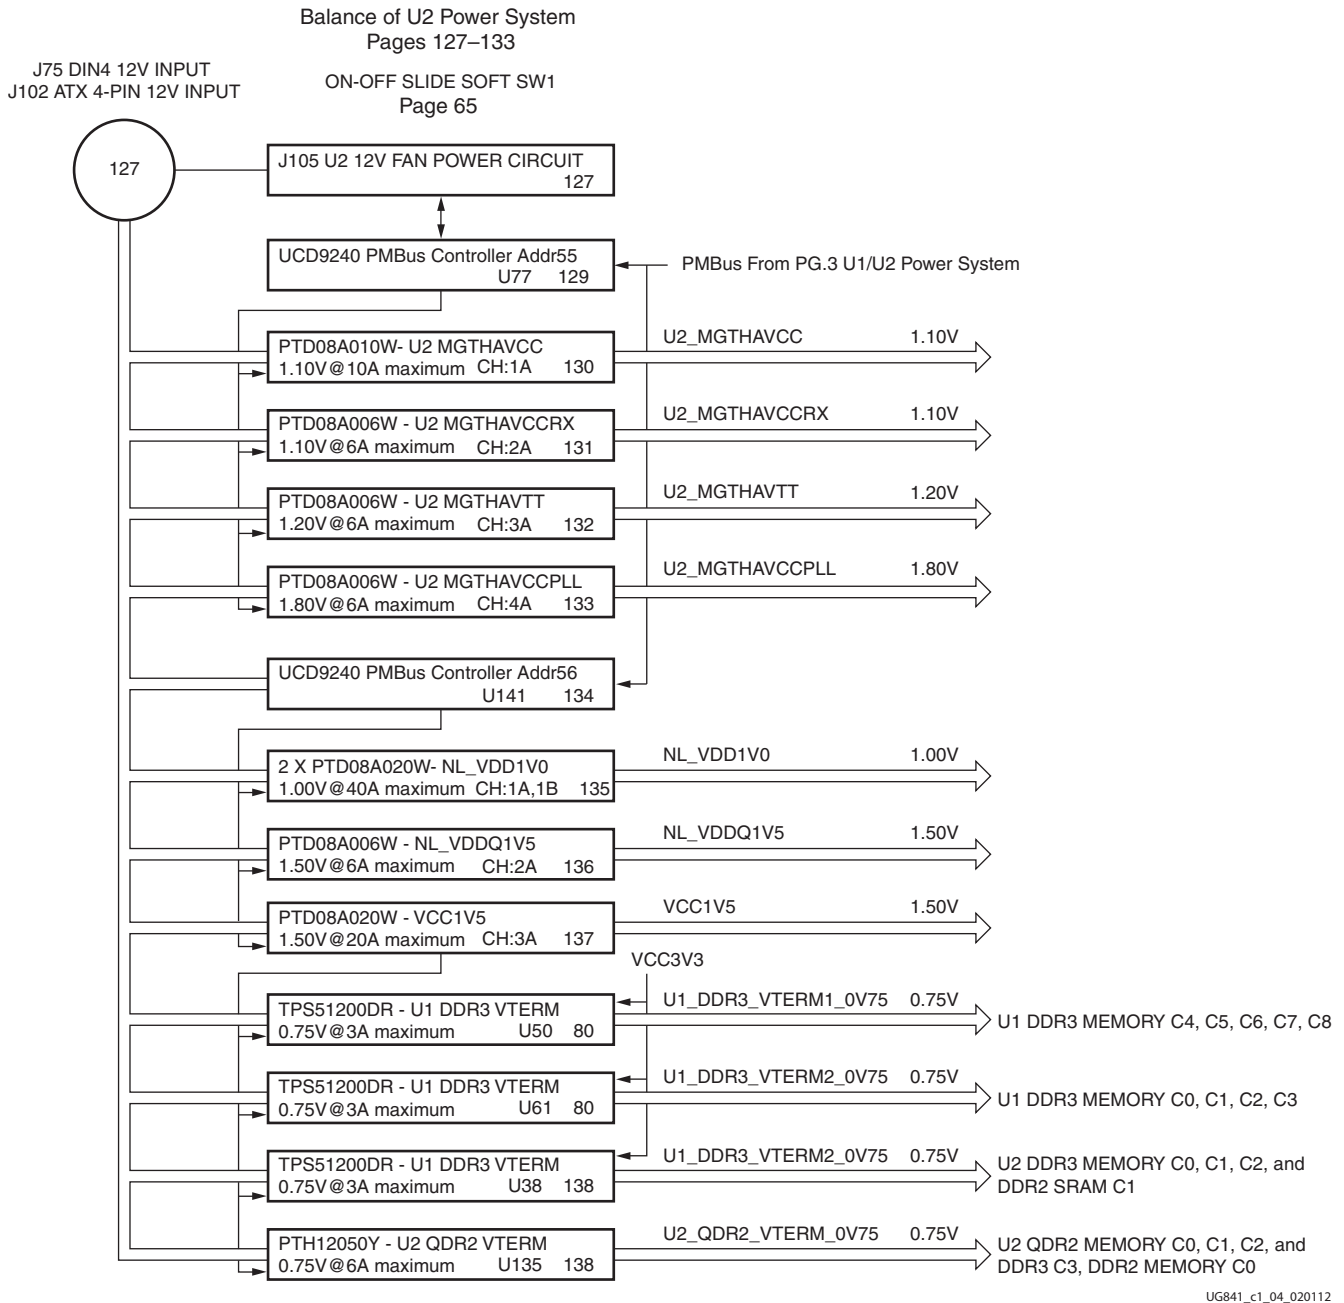 Balance of U2 Power System
Pages 127–133
J75 DIN4 12V INPUT
J102 ATX 4-PIN 12V INPUT
ON-OFF SLIDE SOFT SW1
Page 65
127
J105 U2 12V FAN POWER CIRCUIT
127
UCD9240 PMBus Controller Addr55
U77 129
PMBus From PG.3 U1/U2 Power System
PTD08A010W- U2 MGTHAVCC
1.10V@10A maximum CH:1A 130
U2_MGTHAVCC 1.10V
PTD08A006W - U2 MGTHAVCCRX
1.10V@6A maximum CH:2A 131
U2_MGTHAVCCRX 1.10V
PTD08A006W - U2 MGTHAVTT
1.20V@6A maximum CH:3A 132
U2_MGTHAVTT 1.20V
PTD08A006W - U2 MGTHAVCCPLL
1.80V@6A maximum CH:4A 133
U2_MGTHAVCCPLL 1.80V
UCD9240 PMBus Controller Addr56
U141 134
2 X PTD08A020W- NL_VDD1V0
1.00V@40A maximum CH:1A,1B 135
NL_VDD1V0 1.00V
PTD08A006W - NL_VDDQ1V5
1.50V@6A maximum CH:2A 136
NL_VDDQ1V5 1.50V
PTD08A020W - VCC1V5
1.50V@20A maximum CH:3A 137
VCC1V5 1.50V
VCC3V3
TPS51200DR - U1 DDR3 VTERM
0.75V@3A maximum U50 80
U1_DDR3_VTERM1_0V75 0.75V
U1 DDR3 MEMORY C4, C5, C6, C7, C8
TPS51200DR - U1 DDR3 VTERM
0.75V@3A maximum U61 80
U1_DDR3_VTERM2_0V75 0.75V
U1 DDR3 MEMORY C0, C1, C2, C3
TPS51200DR - U1 DDR3 VTERM
0.75V@3A maximum U38 138
U1_DDR3_VTERM2_0V75 0.75V
U2 DDR3 MEMORY C0, C1, C2, and
DDR2 SRAM C1
PTH12050Y - U2 QDR2 VTERM
0.75V@6A maximum U135 138
U2_QDR2_VTERM_0V75 0.75V
U2 QDR2 MEMORY C0, C1, C2, and
DDR3 C3, DDR2 MEMORY C0
UG841_c1_04_020112